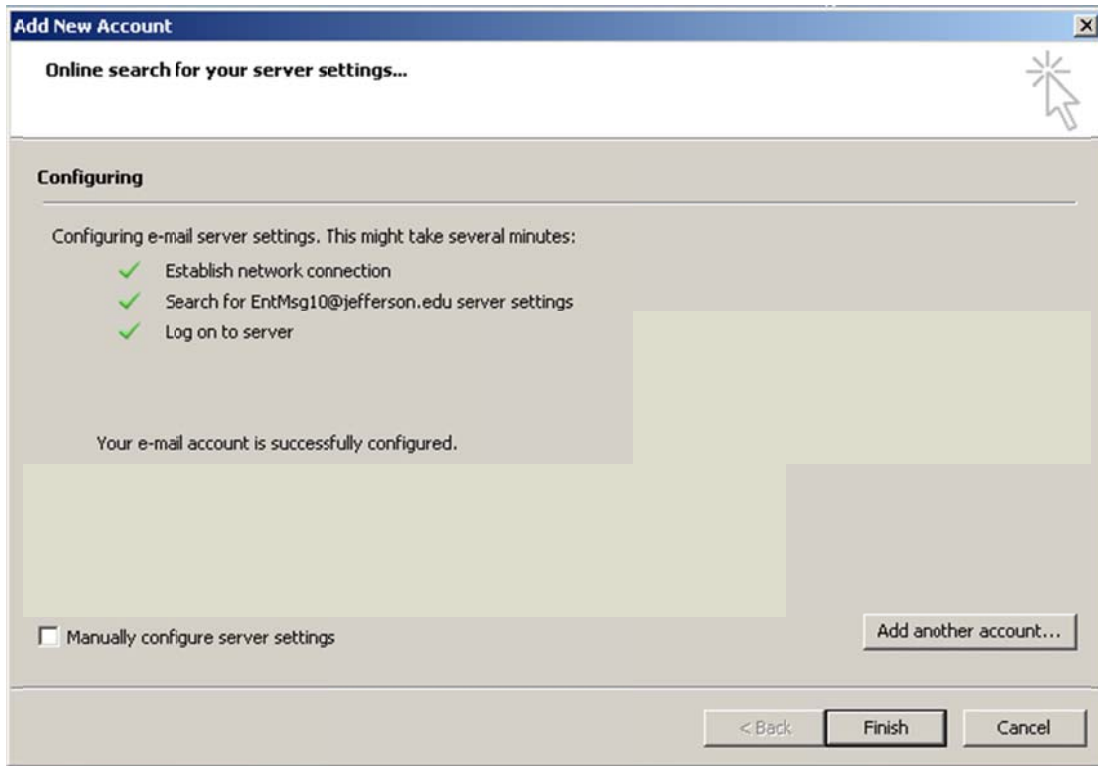 Add New Account
Online search for your server settings...
Configuring
Configuring e-mail server settings. This might take several minutes:
Establish network connection
Search for EntMsg10@jefferson.edu server settings
Log on to server
Your e-mail account is successfully configured.
Manually configure server settings
Add another account...
< Back
Finish
Cancel